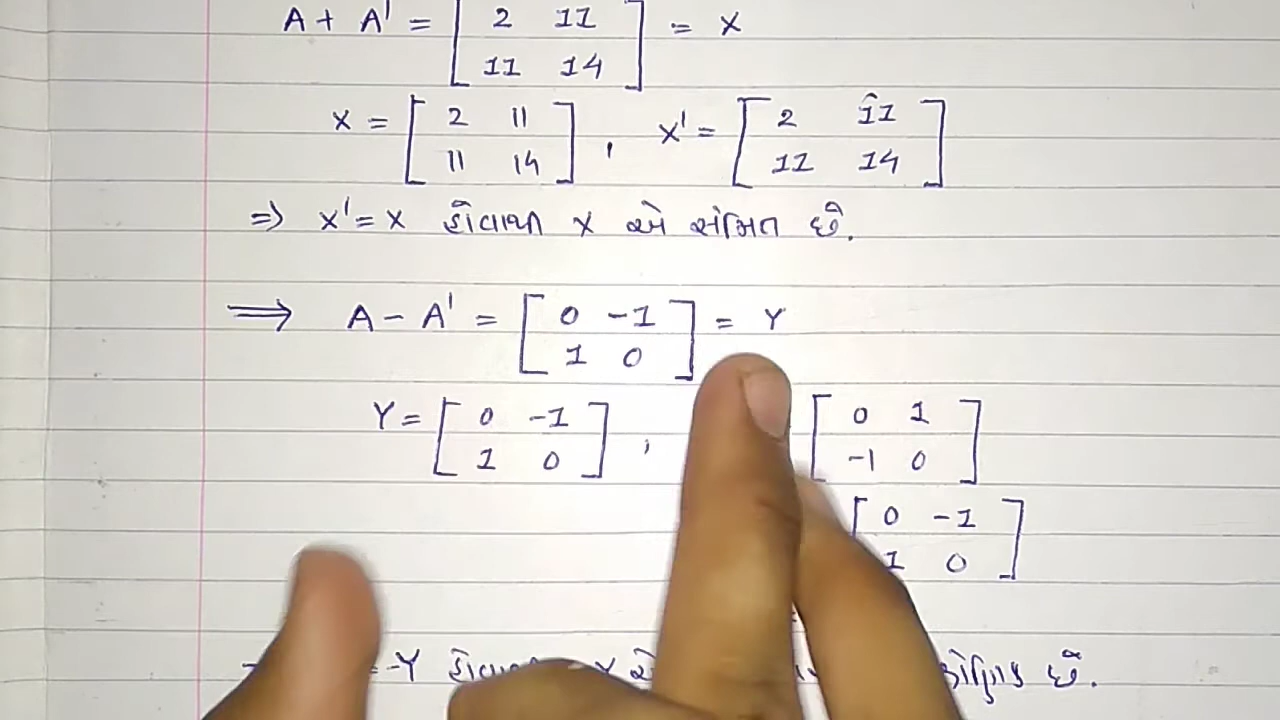 A + A' = [ 2 11 ] = X
[ 11 14 ]
X = [ 2 11 ] , X' = [ 2 11 ]
[ 11 14 ] [ 11 14 ]
⇒ X' = X હોવાથી X એ સંમિત છે.
⇒ A - A' = [ 0 -1 ] = Y
[ 1 0 ]
Y = [ 0 -1 ] , [ 0 1 ]
[ 1 0 ] [ -1 0 ]
[ 0 -1 ]
1 0 ]
= -Y હોવાથી Y એ છે.